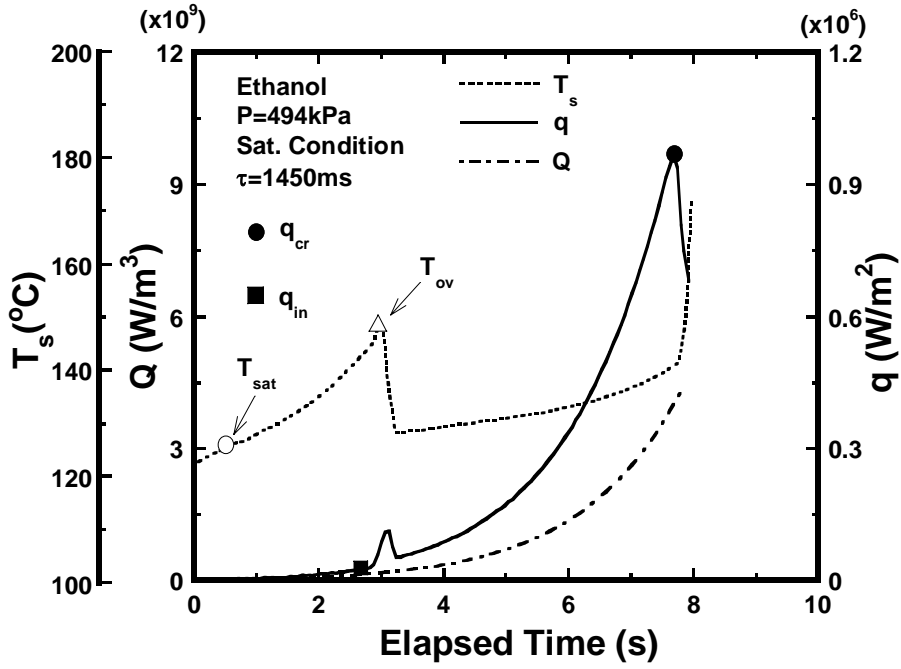 (x10⁹)
(x10⁶)
200
12
1.2
Ethanol
P=494kPa
Sat. Condition
τ=1450ms
T_s
q
Q
180
9
0.9
q_cr
q_in
160
T_ov
6
0.6
140
T_sat
3
0.3
120
100
0
0
0
2
4
6
8
10
T_s(°C)
Q (W/m³)
q (W/m²)
Elapsed Time (s)